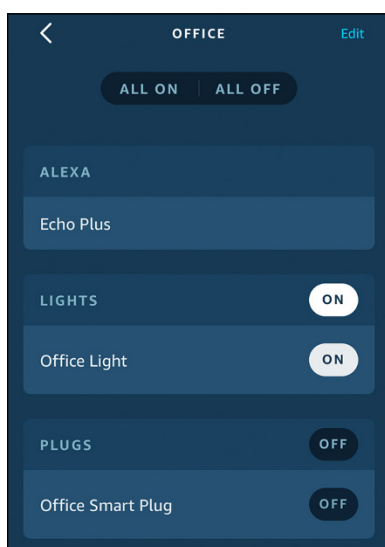 OFFICE Edit
ALL ON ALL OFF
ALEXA
Echo Plus
LIGHTS ON
Office Light ON
PLUGS OFF
Office Smart Plug OFF